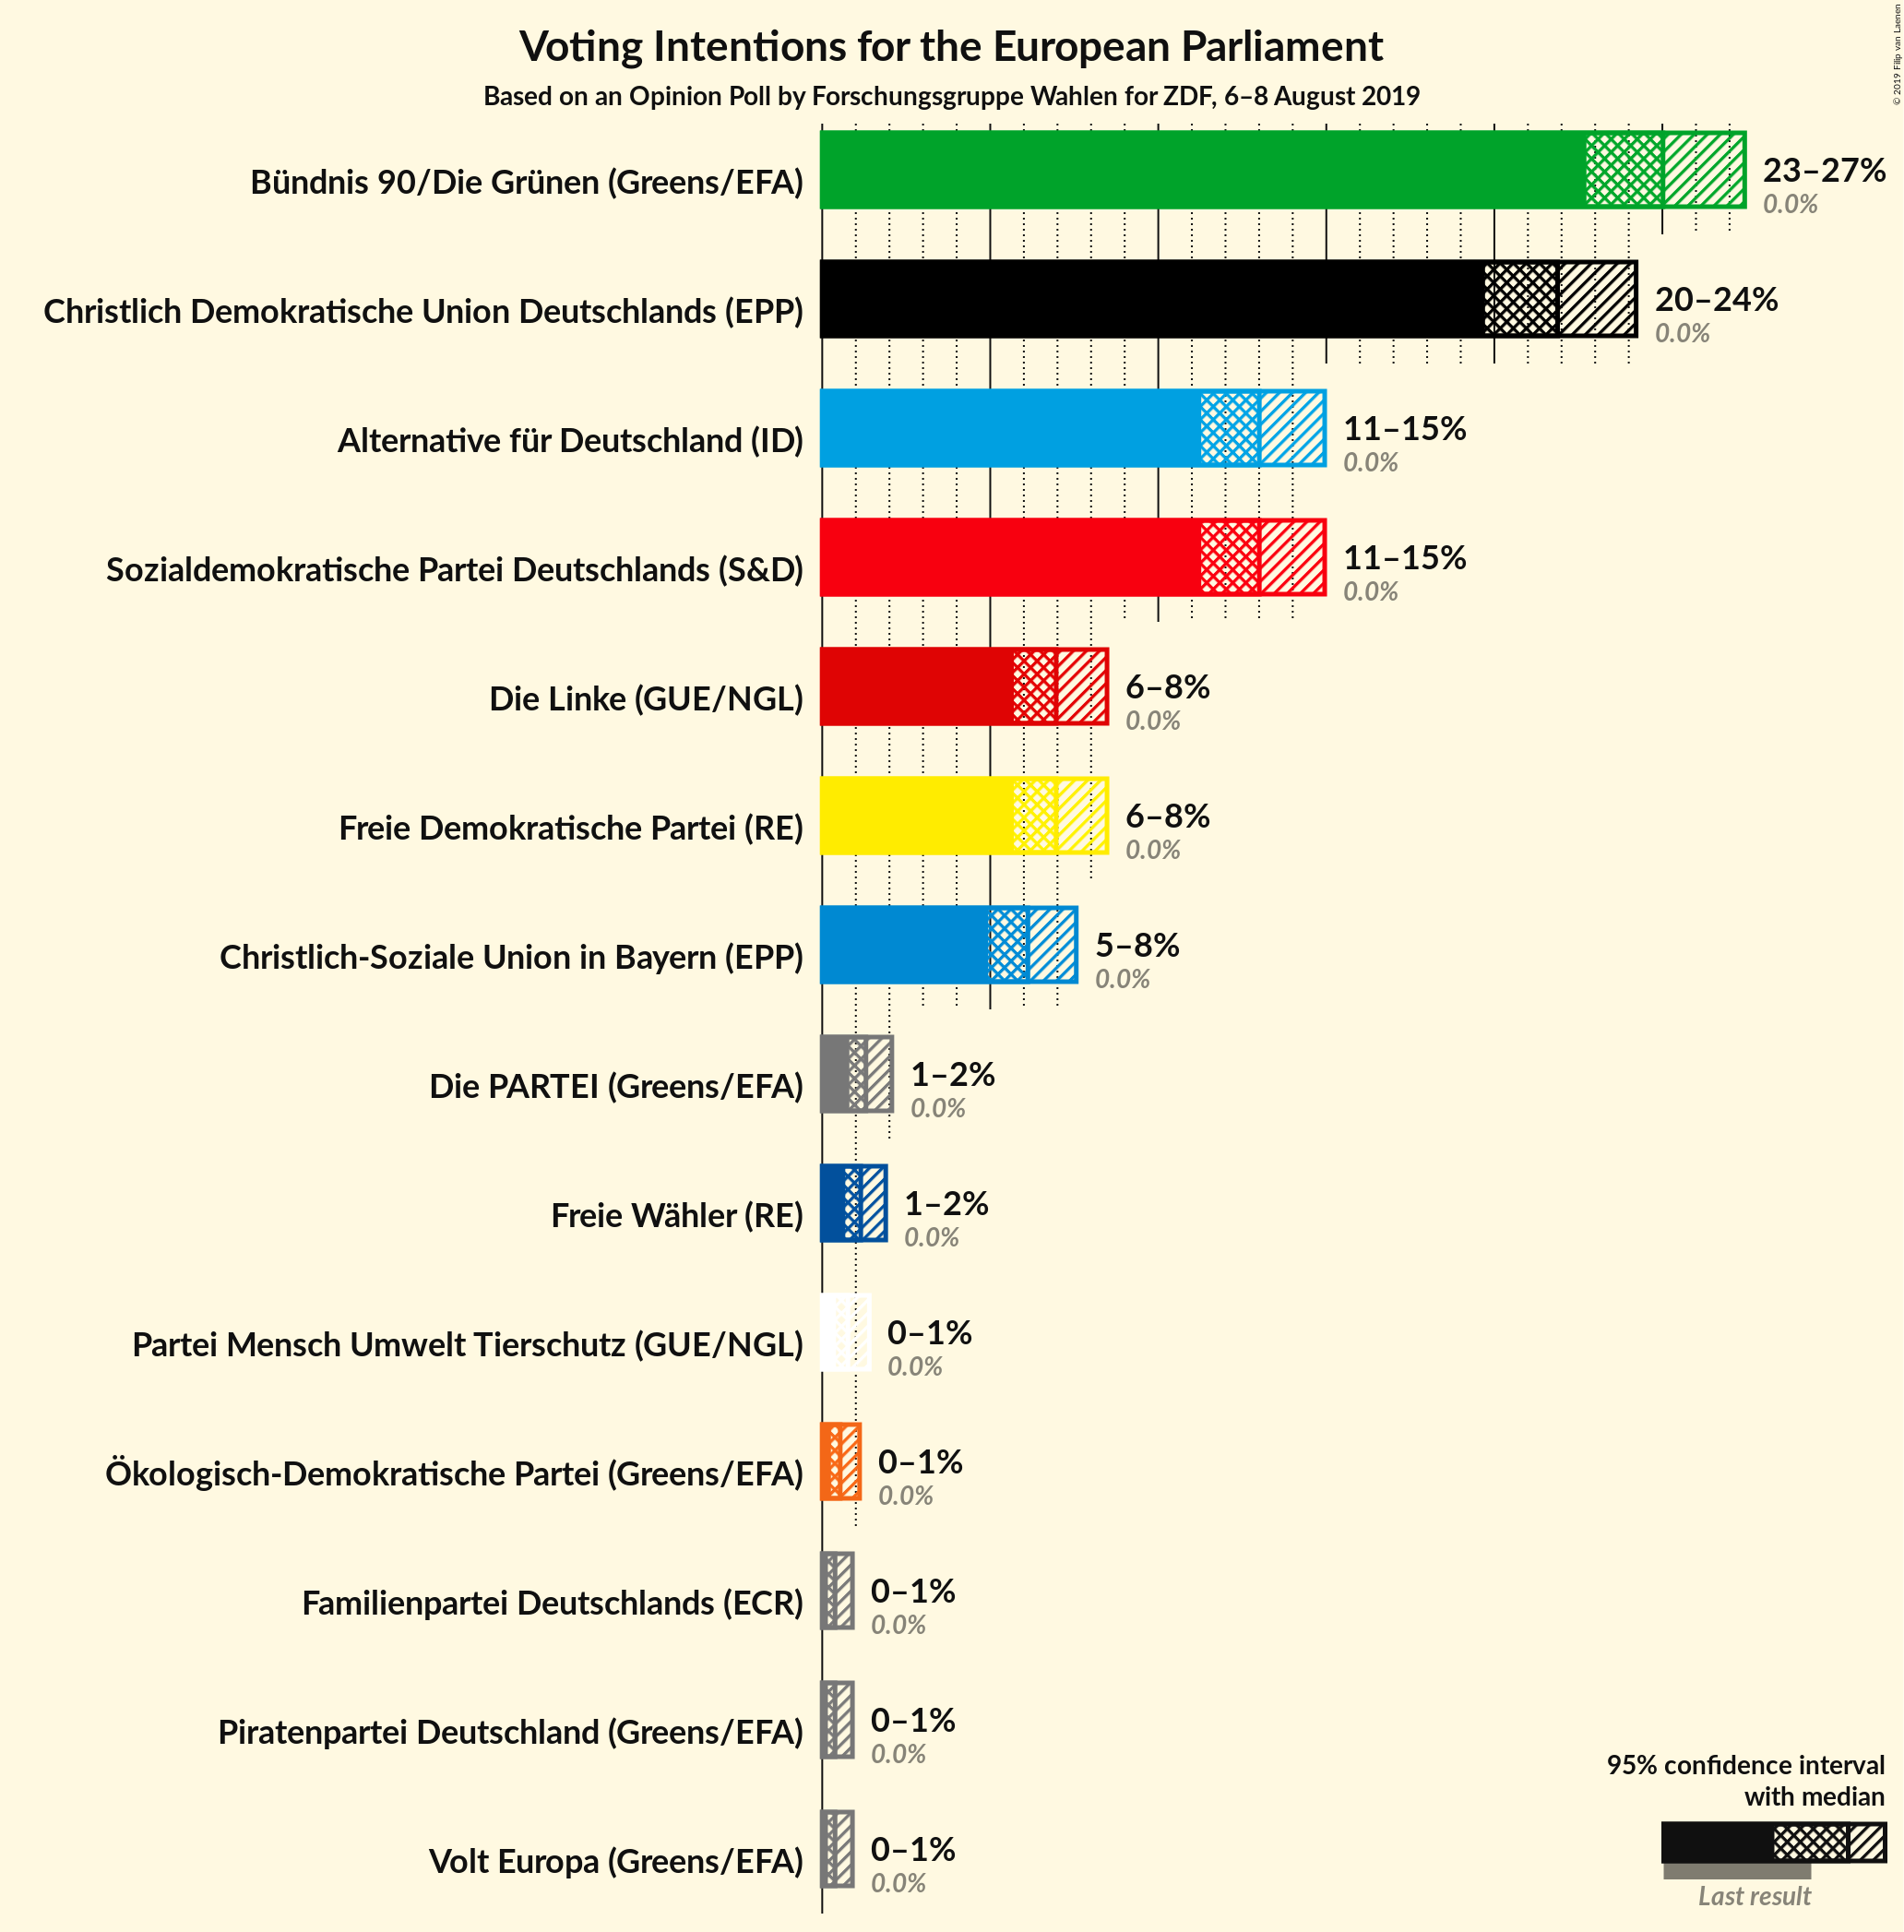 Voting Intentions for the European Parliament
Based on an Opinion Poll by Forschungsgruppe Wahlen for ZDF, 6–8 August 2019
© 2019 Filip van Laenen
Bündnis 90/Die Grünen (Greens/EFA)
23–27%
0.0%
Christlich Demokratische Union Deutschlands (EPP)
20–24%
0.0%
Alternative für Deutschland (ID)
11–15%
0.0%
Sozialdemokratische Partei Deutschlands (S&D)
11–15%
0.0%
Die Linke (GUE/NGL)
6–8%
0.0%
Freie Demokratische Partei (RE)
6–8%
0.0%
Christlich-Soziale Union in Bayern (EPP)
5–8%
0.0%
Die PARTEI (Greens/EFA)
1–2%
0.0%
Freie Wähler (RE)
1–2%
0.0%
Partei Mensch Umwelt Tierschutz (GUE/NGL)
0–1%
0.0%
Ökologisch-Demokratische Partei (Greens/EFA)
0–1%
0.0%
Familienpartei Deutschlands (ECR)
0–1%
0.0%
Piratenpartei Deutschland (Greens/EFA)
0–1%
0.0%
Volt Europa (Greens/EFA)
0–1%
0.0%
95% confidence interval
with median
Last result